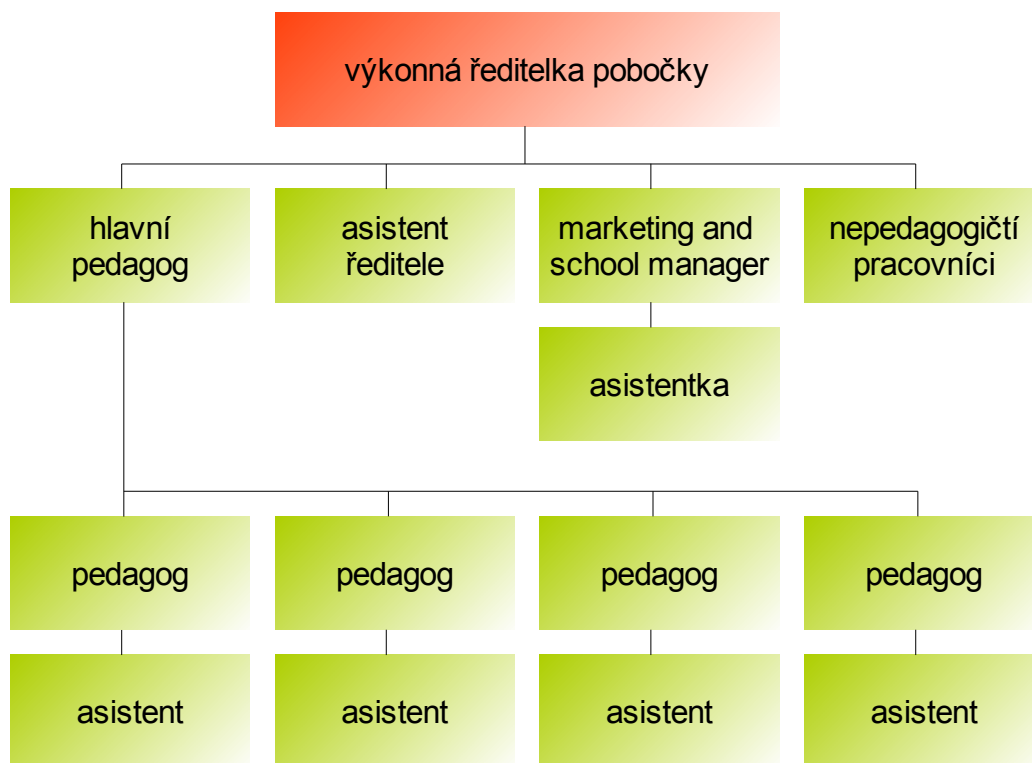 výkonná ředitelka pobočky
hlavní
pedagog
asistent
ředitele
marketing and
school manager
nepedagogičtí
pracovníci
asistentka
pedagog
pedagog
pedagog
pedagog
asistent
asistent
asistent
asistent